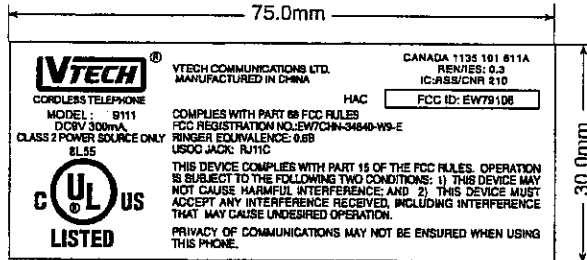 75.0mm
VTECH®
CORDLESS TELEPHONE
MODEL : 9111
DC9V 300mA
CLASS 2 POWER SOURCE ONLY
8L55
C UL® US
LISTED
VTECH COMMUNICATIONS LTD.
MANUFACTURED IN CHINA
CANADA 1135 101 611A
REN/IES: 0.3
IC:RSS/CNR 210
HAC
FCC ID: EW79106
COMPLIES WITH PART 68 FCC RULES
FCC REGISTRATION NO.:EW7CHN-34840-W9-E
RINGER EQUIVALENCE: 0.6B
USOC JACK: RJ11C
THIS DEVICE COMPLIES WITH PART 15 OF THE FCC RULES. OPERATION
IS SUBJECT TO THE FOLLOWING TWO CONDITIONS: 1) THIS DEVICE MAY
NOT CAUSE HARMFUL INTERFERENCE; AND 2) THIS DEVICE MUST
ACCEPT ANY INTERFERENCE RECEIVED, INCLUDING INTERFERENCE
THAT MAY CAUSE UNDESIRED OPERATION.
PRIVACY OF COMMUNICATIONS MAY NOT BE ENSURED WHEN USING
THIS PHONE.
30.0mm